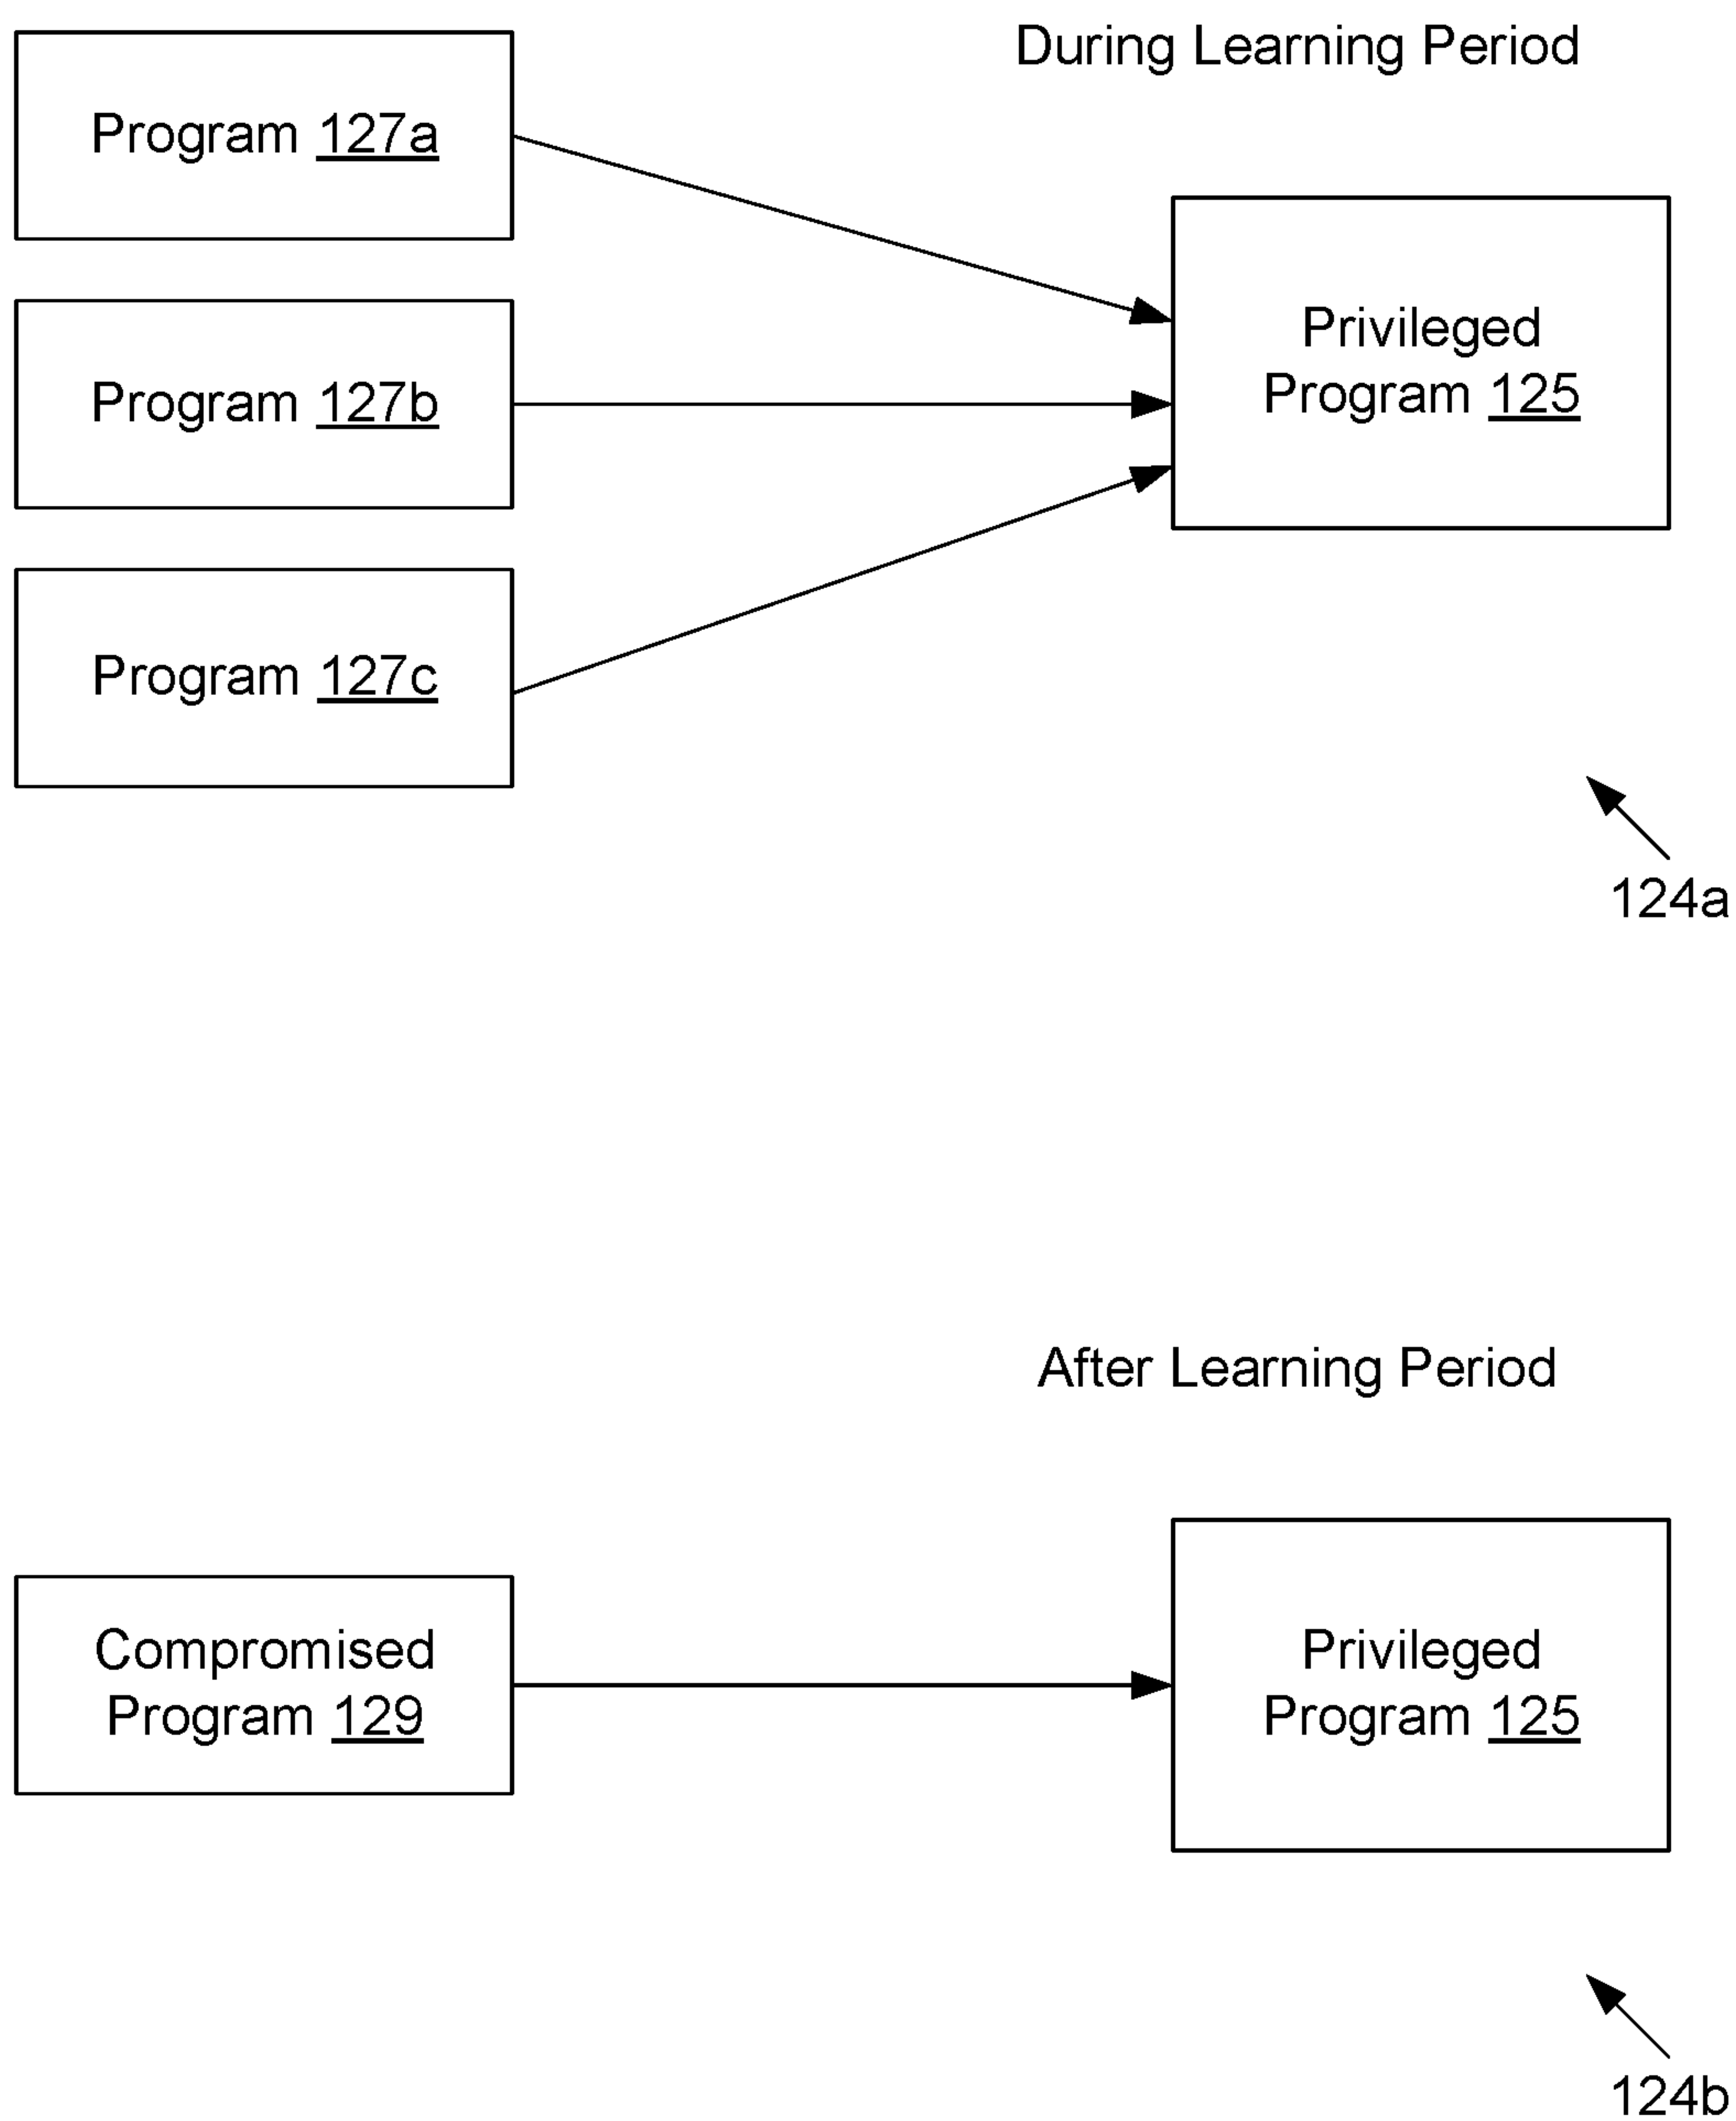 During Learning Period
Program 127a
Privileged
Program 125
Program 127b
Program 127c
124a
After Learning Period
Compromised
Program 129
Privileged
Program 125
124b